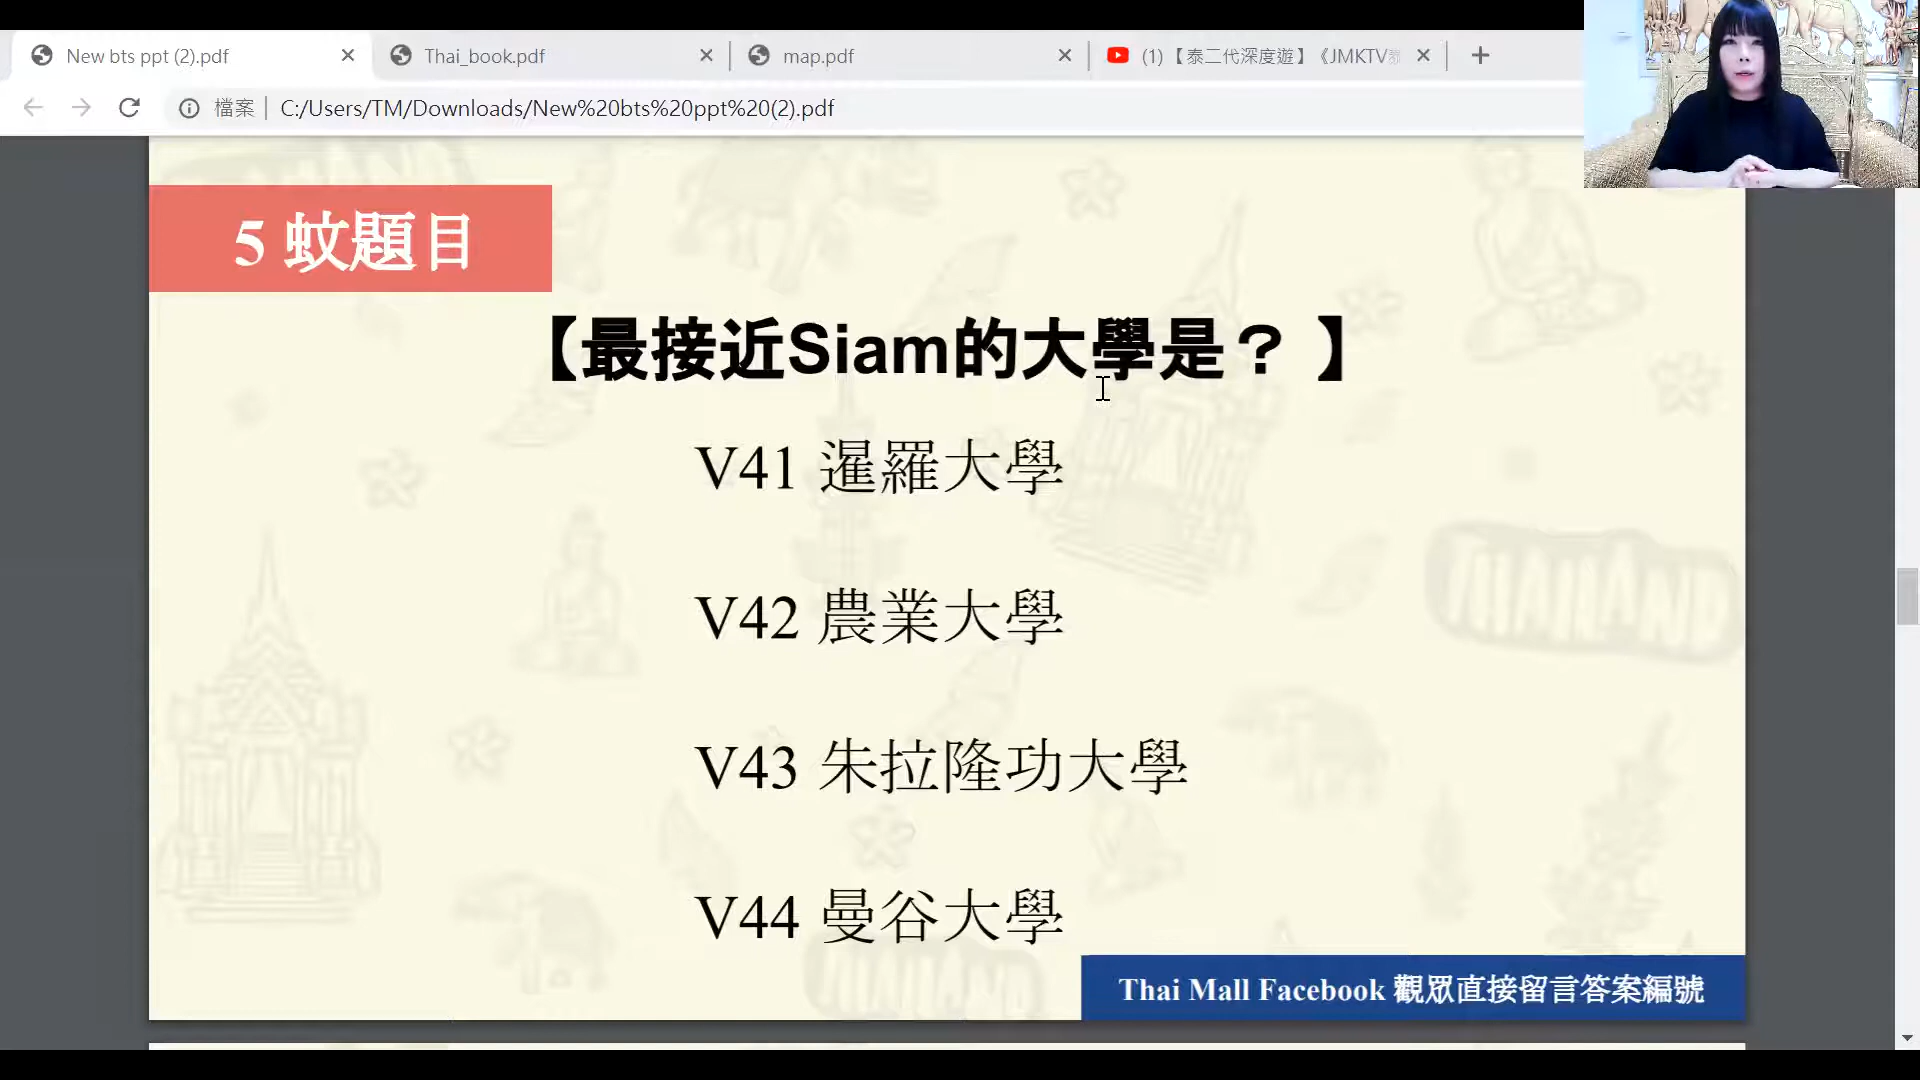 New bts ppt (2).pdf
Thai_book.pdf
map.pdf
(1)【泰二代深度遊】《JMKTV
檔案
C:/Users/TM/Downloads/New%20bts%20ppt%20(2).pdf
5 蚊題目
【最接近Siam的大學是？】
V41 暹羅大學
V42 農業大學
V43 朱拉隆功大學
V44 曼谷大學
THAILAND
THAILAND
Thai Mall Facebook 觀眾直接留言答案編號